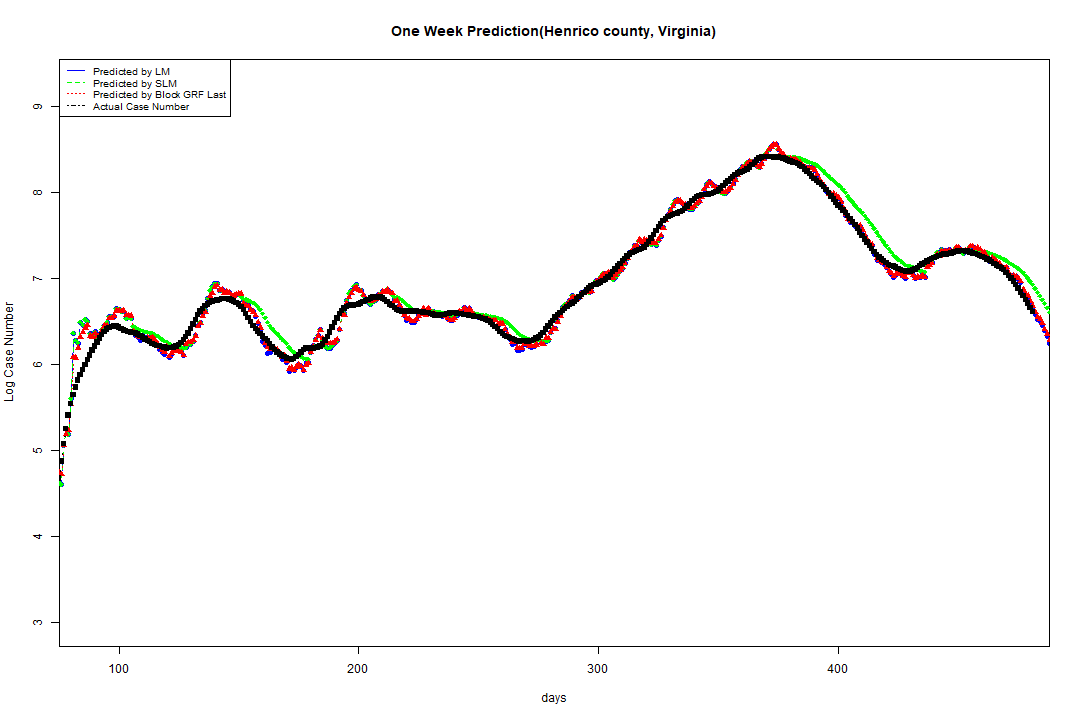 One Week Prediction(Henrico county, Virginia)
Predicted by LM
Predicted by SLM
Predicted by Block GRF Last
Actual Case Number
9
8
7
6
5
4
3
Log Case Number
100 200 300 400
days